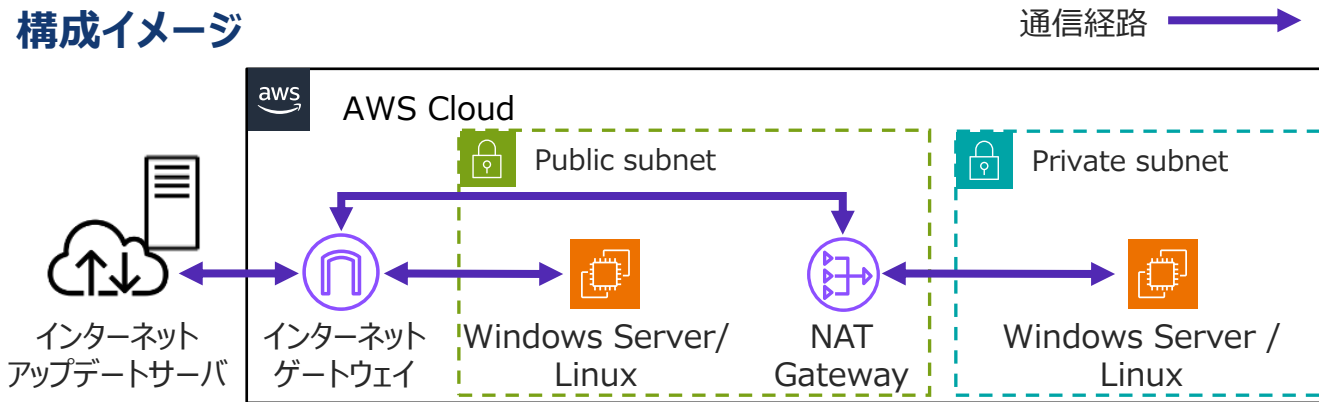 構成イメージ
通信経路
aws
AWS Cloud
Public subnet
Private subnet
インターネット
アップデートサーバ
インターネット
ゲートウェイ
Windows Server/
Linux
NAT
Gateway
Windows Server /
Linux